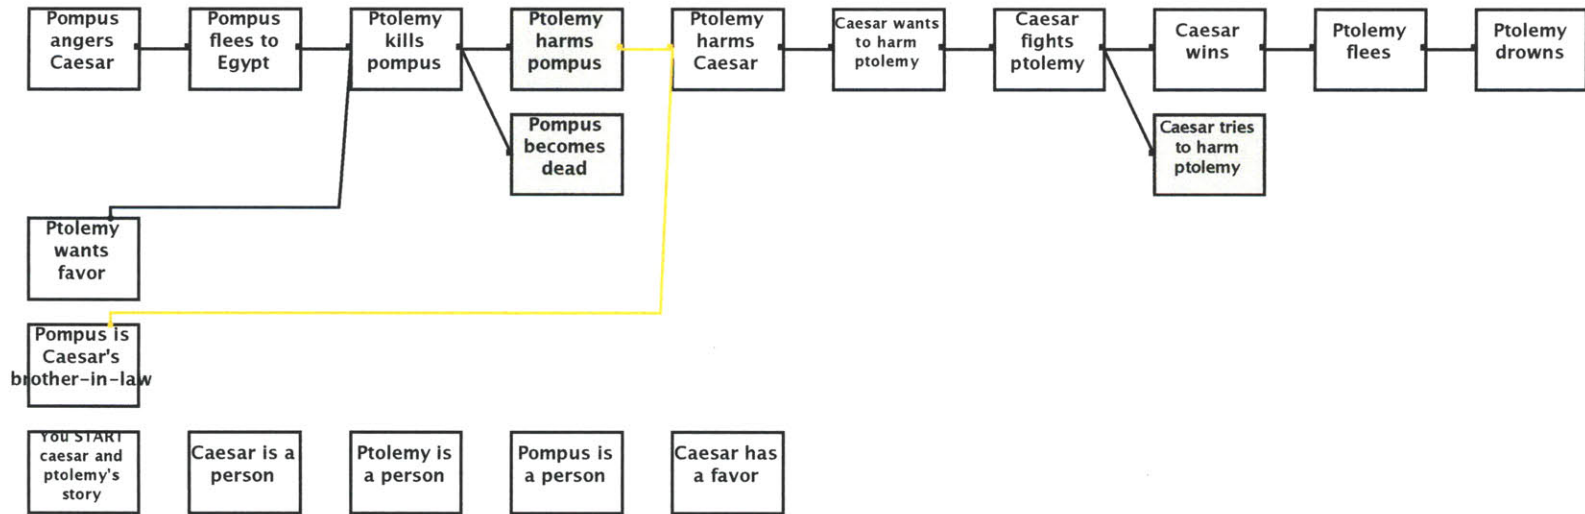 Pompus
angers
Caesar
Pompus
flees to
Egypt
Ptolemy
kills
pompus
Ptolemy
harms
pompus
Ptolemy
harms
Caesar
Caesar wants
to harm
ptolemy
Caesar
fights
ptolemy
Caesar
wins
Ptolemy
flees
Ptolemy
drowns
Pompus
becomes
dead
Caesar tries
to harm
ptolemy
Ptolemy
wants
favor
Pompus is
Caesar's
brother-in-law
You START
caesar and
ptolemy's
story
Caesar is a
person
Ptolemy is
a person
Pompus is
a person
Caesar has
a favor